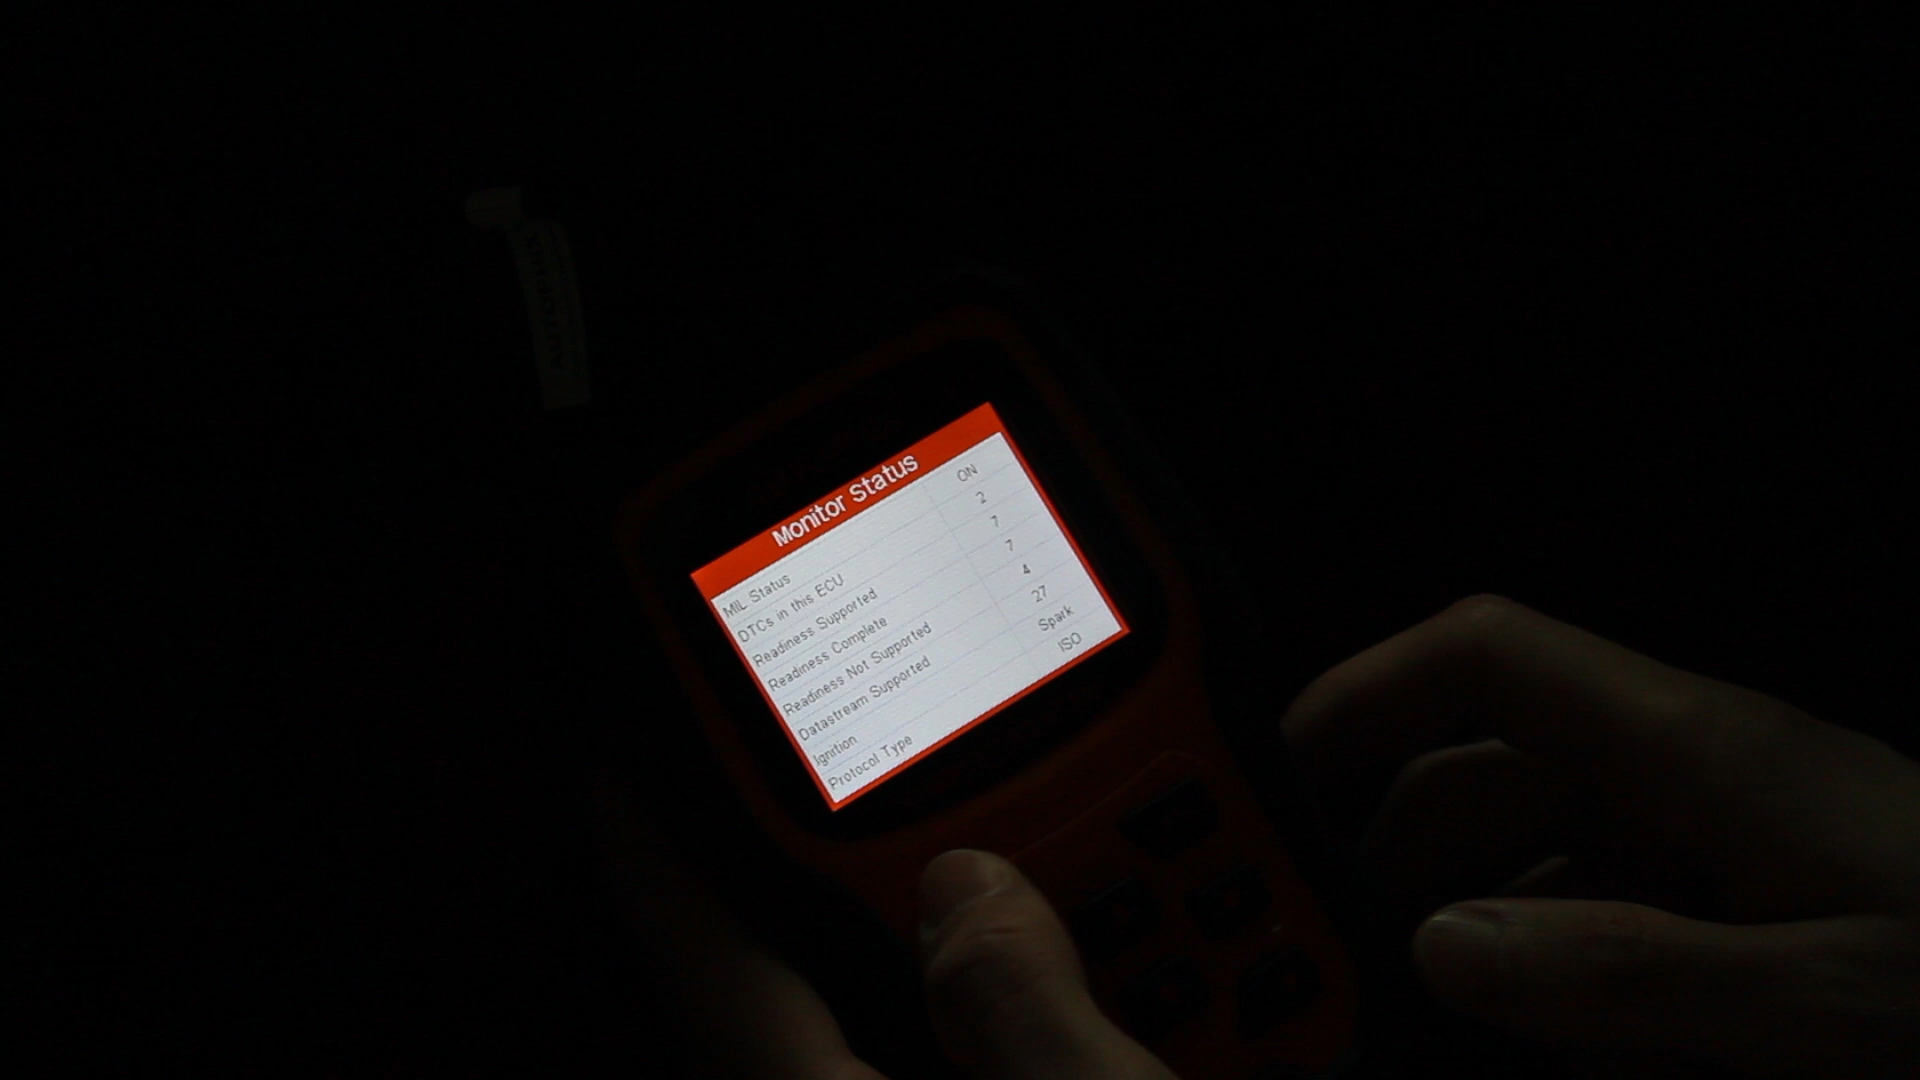 AUTOPHIX
Monitor Status
MIL Status ON
DTCs in this ECU 2
Readiness Supported 7
Readiness Complete 7
Readiness Not Supported 4
Datastream Supported 27
Ignition Spark
Protocol Type ISO